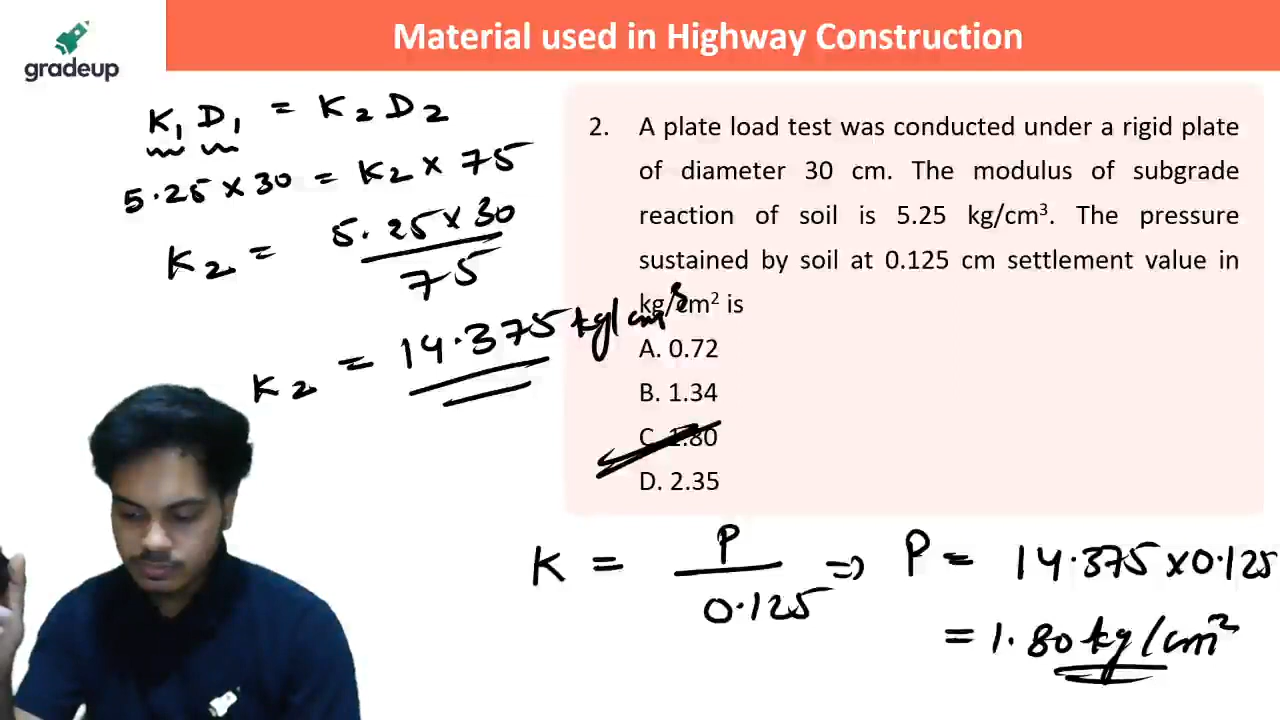 gradeup
Material used in Highway Construction
K₁ D₁ = K₂ D₂
5.25 × 30 = K₂ × 75
K₂ = 5.25 × 30
75
K₂ = 14.375 kg/cm³
2. A plate load test was conducted under a rigid plate
of diameter 30 cm. The modulus of subgrade
reaction of soil is 5.25 kg/cm³. The pressure
sustained by soil at 0.125 cm settlement value in
kg/cm² is
A. 0.72
B. 1.34
C. 1.80
D. 2.35
K = P ⇒ P = 14.375 × 0.125
0.125
= 1.80 kg/cm²